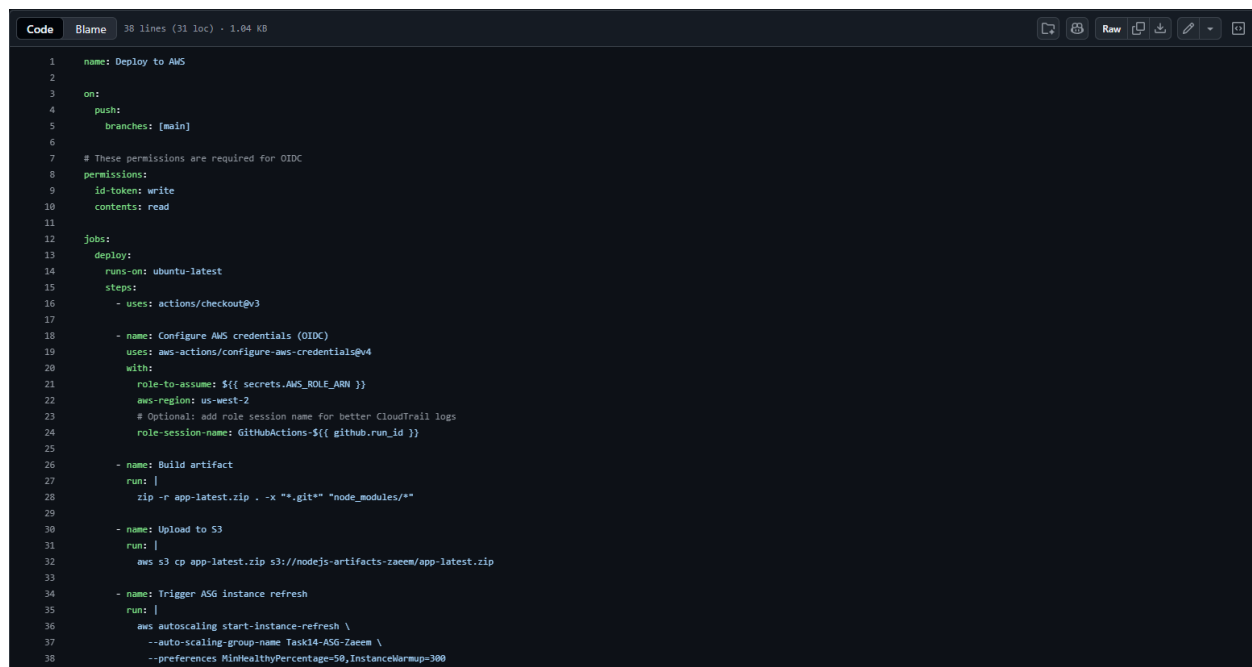 Code Blame 38 lines (31 loc) · 1.04 KB Raw
1 name: Deploy to AWS
2
3 on:
4   push:
5     branches: [main]
6
7 # These permissions are required for OIDC
8 permissions:
9   id-token: write
10   contents: read
11
12 jobs:
13   deploy:
14     runs-on: ubuntu-latest
15     steps:
16       - uses: actions/checkout@v3
17
18       - name: Configure AWS credentials (OIDC)
19         uses: aws-actions/configure-aws-credentials@v4
20         with:
21           role-to-assume: ${{ secrets.AWS_ROLE_ARN }}
22           aws-region: us-west-2
23           # Optional: add role session name for better CloudTrail logs
24           role-session-name: GitHubActions-${{ github.run_id }}
25
26       - name: Build artifact
27         run: |
28           zip -r app-latest.zip . -x "*.git*" "node_modules/*"
29
30       - name: Upload to S3
31         run: |
32           aws s3 cp app-latest.zip s3://nodejs-artifacts-zaeem/app-latest.zip
33
34       - name: Trigger ASG instance refresh
35         run: |
36           aws autoscaling start-instance-refresh \
37             --auto-scaling-group-name Task14-ASG-Zaeem \
38             --preferences MinHealthyPercentage=50,InstanceWarmup=300